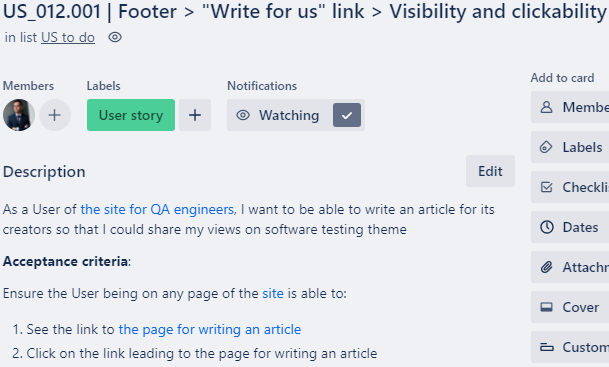 US_012.001 | Footer > "Write for us" link > Visibility and clickability
in list US to do
Add to card
Members Labels Notifications
User story Watching
Labels
Description Edit
Dates
As a User of the site for QA engineers, I want to be able to write an article for its
creators so that I could share my views on software testing theme
Acceptance criteria:
Cover
Ensure the User being on any page of the site is able to:
1. See the link to the page for writing an article
2. Click on the link leading to the page for writing an article